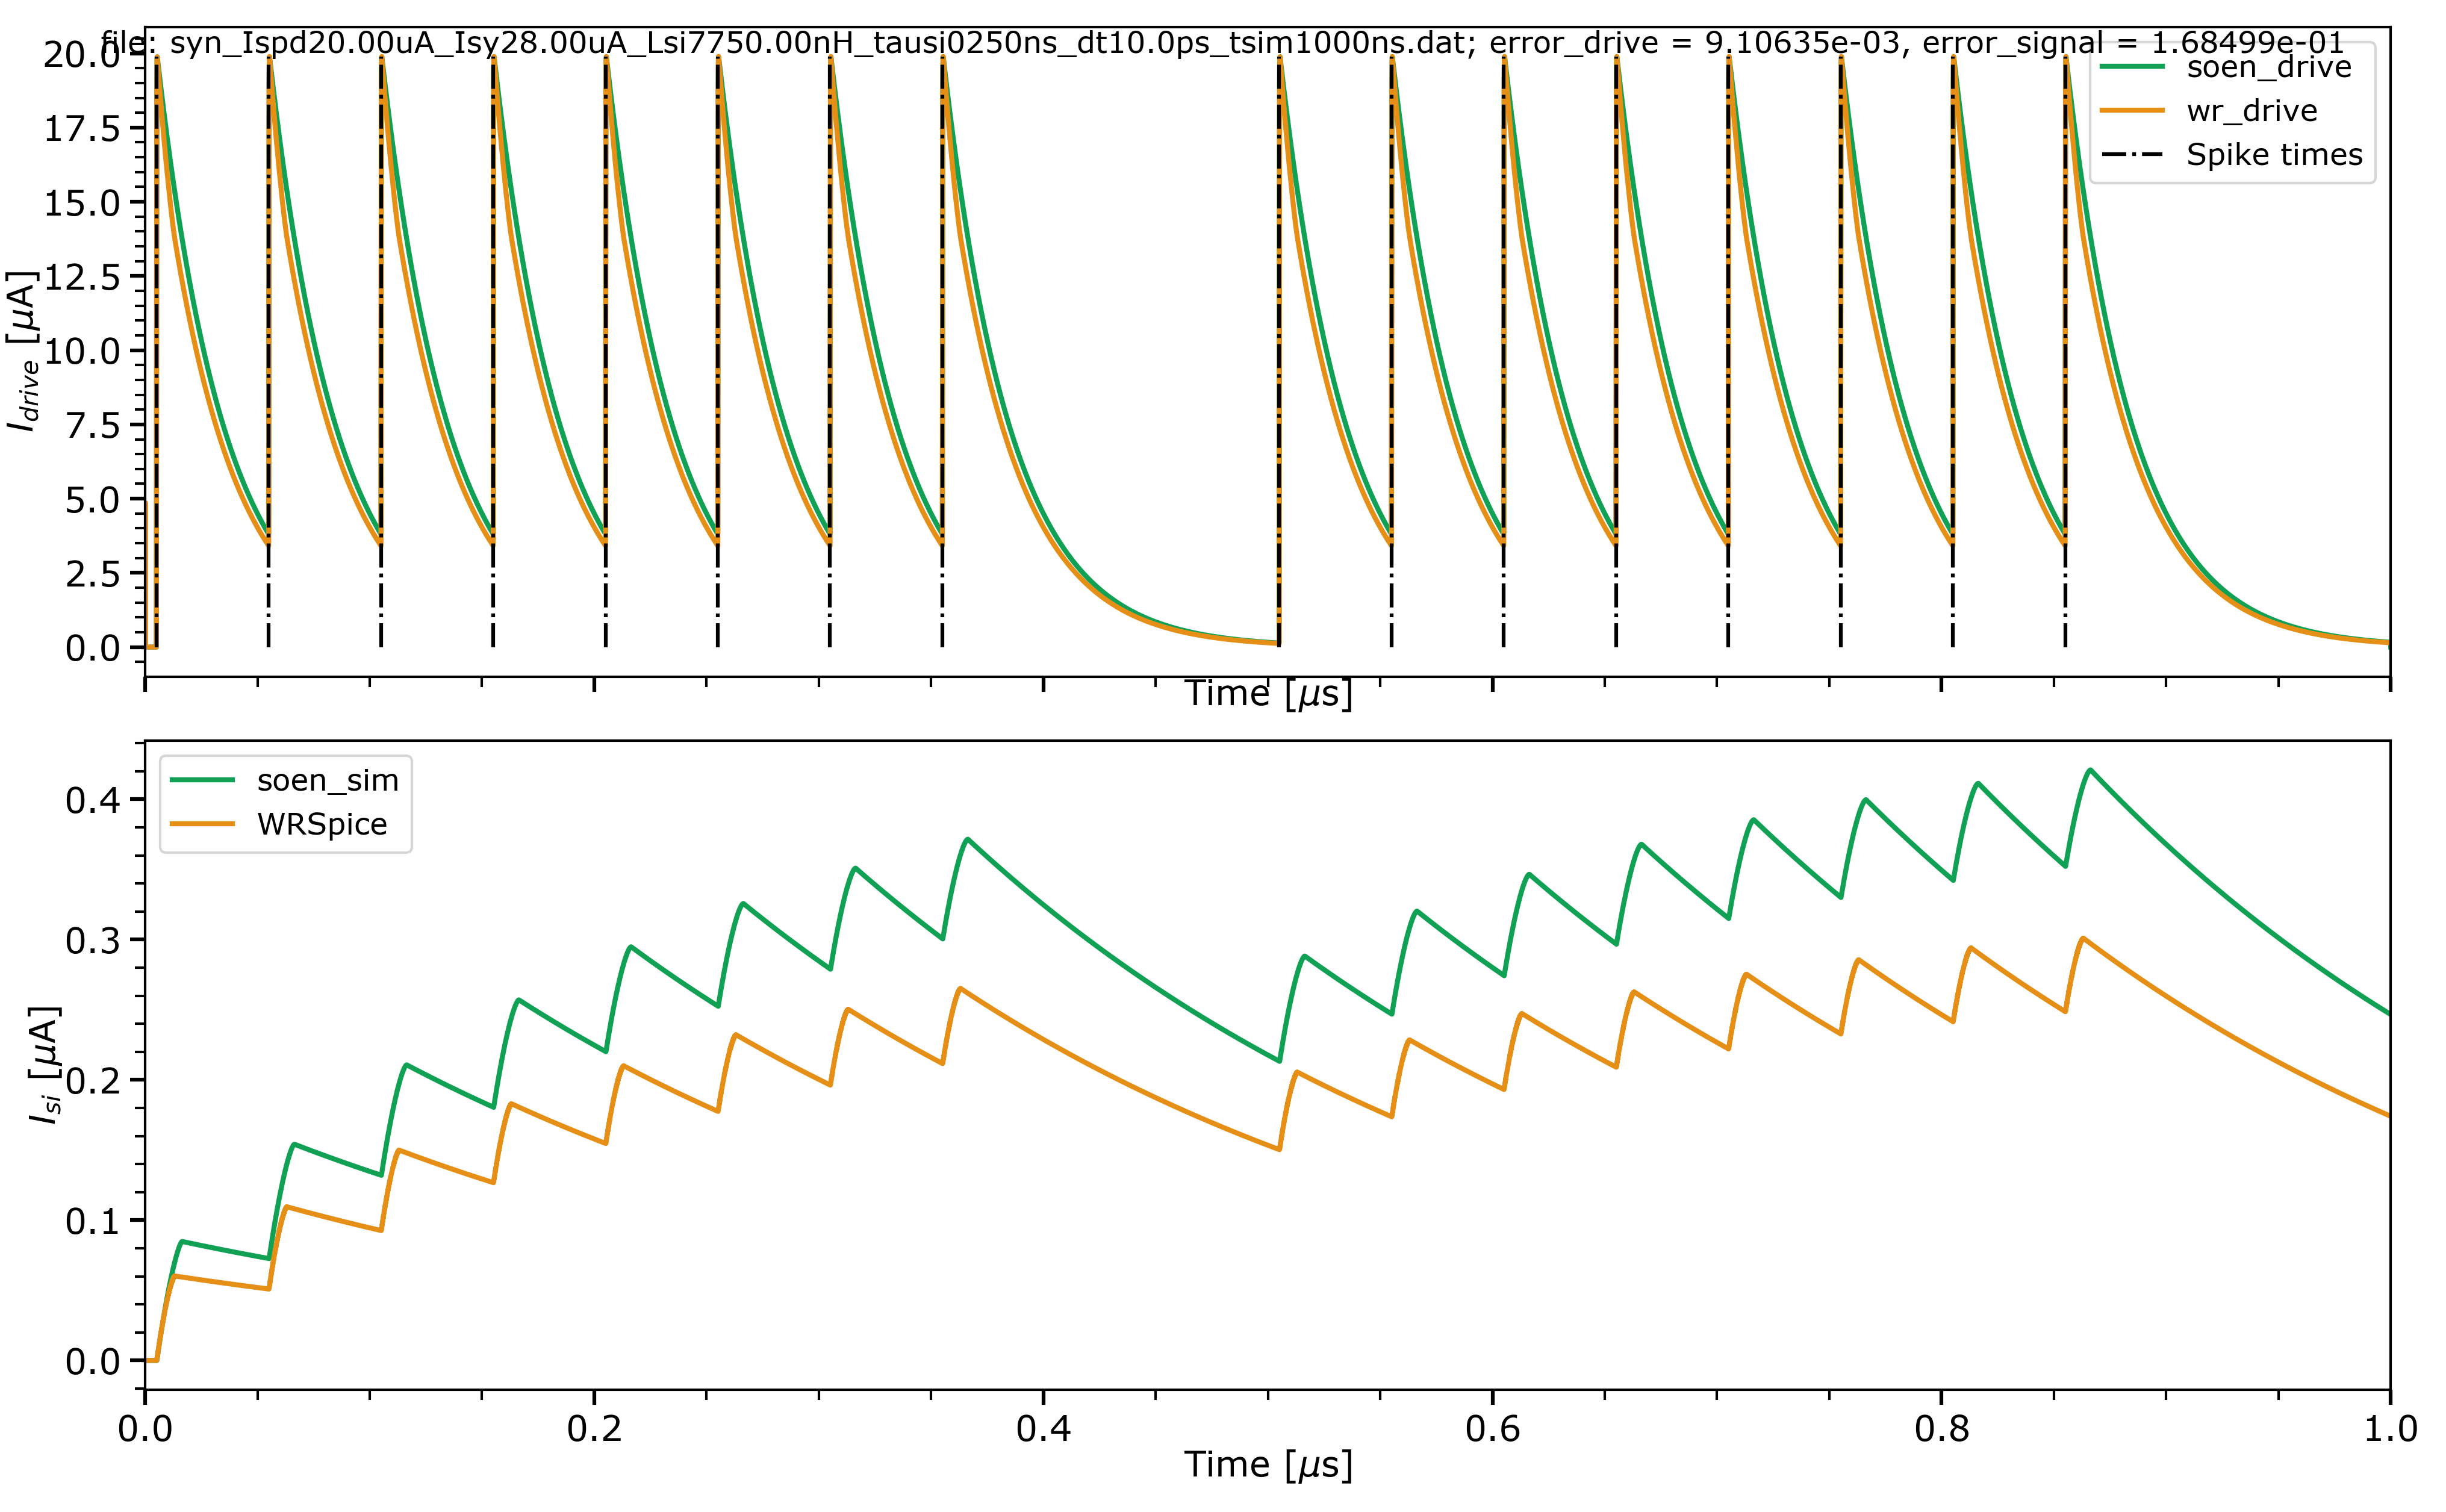 file: syn_Ispd20.00uA_Isy28.00uA_Lsi7750.00nH_tausi0250ns_dt10.0ps_tsim1000ns.dat; error_drive = 9.10635e-03, error_signal = 1.68499e-01
soen_drive
wr_drive
Spike times
20.0
17.5
15.0
12.5
10.0
7.5
5.0
2.5
0.0
I_drive [μA]
Time [μs]
soen_sim
WRSpice
0.4
0.3
0.2
0.1
0.0
I_si [μA]
0.0 0.2 0.4 0.6 0.8 1.0
Time [μs]